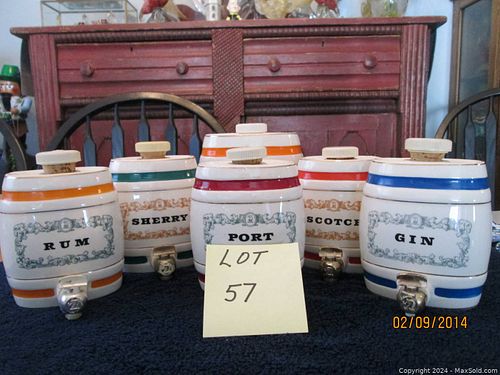 RUM
SHERRY
PORT
SCOTCH
GIN
LOT
57
02/09/2014
Copyright 2024 - MaxSold.com